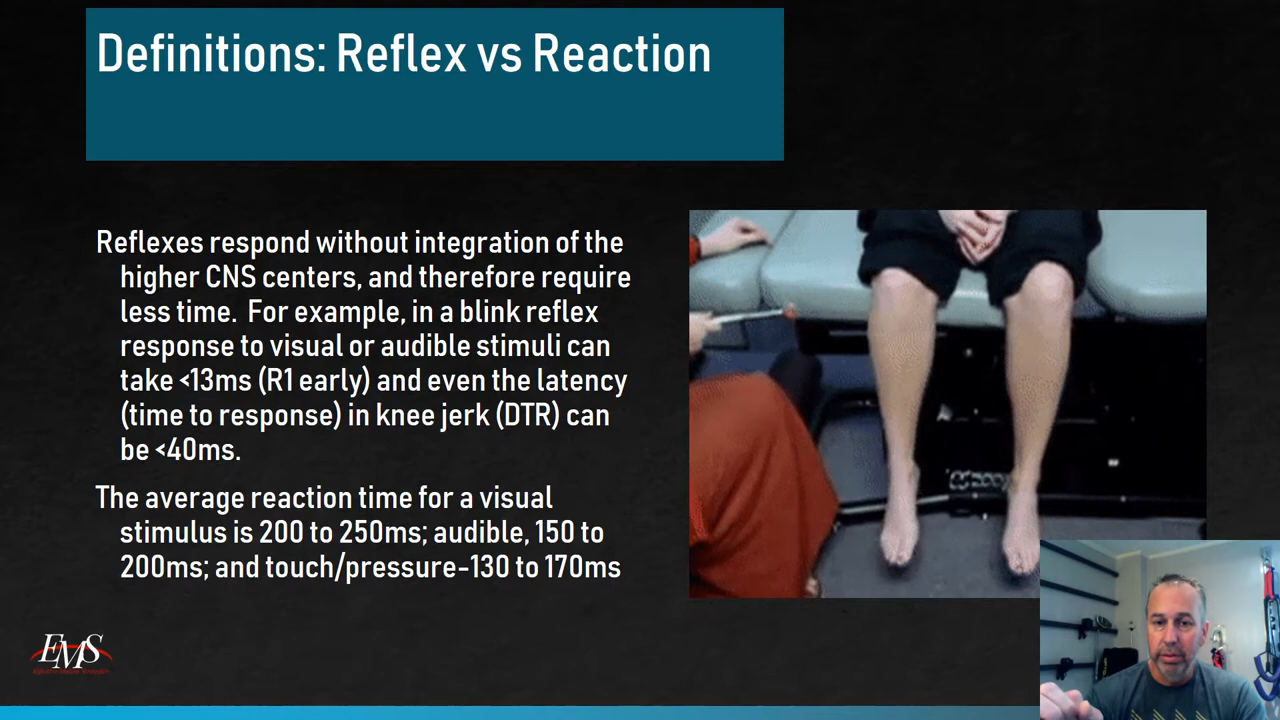 Definitions: Reflex vs Reaction
Reflexes respond without integration of the
higher CNS centers, and therefore require
less time. For example, in a blink reflex
response to visual or audible stimuli can
take <13ms (R1 early) and even the latency
(time to response) in knee jerk (DTR) can
be <40ms.
The average reaction time for a visual
stimulus is 200 to 250ms; audible, 150 to
200ms; and touch/pressure-130 to 170ms
EMS